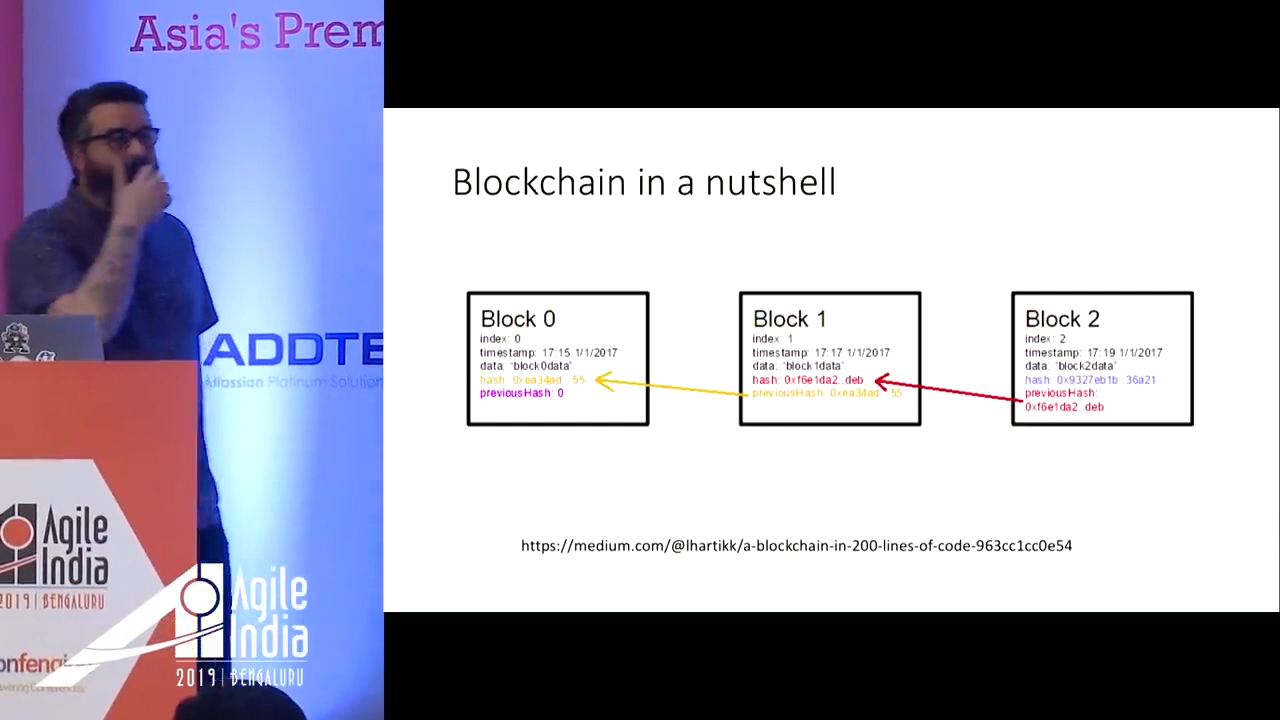 Asia's Prem
ADDTE
Atlassian Platinum Solution
Agile
India
2019 | BENGALURU
onfengi
Agile
India
2019 | BENGALURU
Blockchain in a nutshell
Block 0
index: 0
timestamp: 17:15 1/1/2017
data: "block0data"
hash: 0xea34ad...55
previousHash: 0
Block 1
index: 1
timestamp: 17:17 1/1/2017
data: "block1data"
hash: 0xf6e1da2..deb
previousHash: 0xea34ad...55
Block 2
index: 2
timestamp: 17:19 1/1/2017
data: "block2data"
hash: 0x9327eb1b..36a21
previousHash:
0xf6e1da2..deb
https://medium.com/@lhartikk/a-blockchain-in-200-lines-of-code-963cc1cc0e54